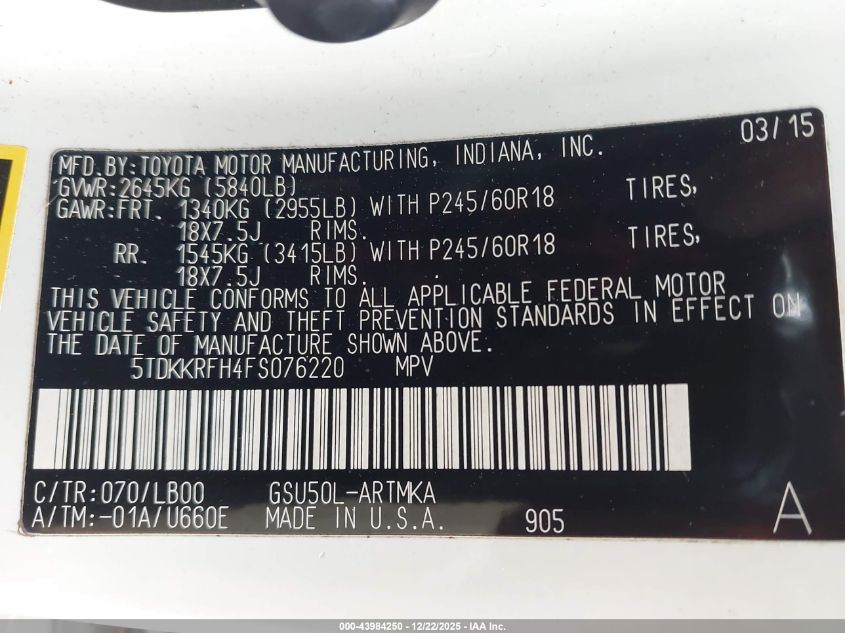 03/15
MFD.BY:TOYOTA MOTOR MANUFACTURING, INDIANA, INC.
GVWR:2645KG (5840LB)
GAWR:FRT. 1340KG (2955LB) WITH P245/60R18 TIRES,
18X7.5J RIMS.
RR. 1545KG (3415LB) WITH P245/60R18 TIRES,
18X7.5J RIMS.
THIS VEHICLE CONFORMS TO ALL APPLICABLE FEDERAL MOTOR
VEHICLE SAFETY AND THEFT PREVENTION STANDARDS IN EFFECT ON
THE DATE OF MANUFACTURE SHOWN ABOVE.
5TDKKRFH4FS076220 MPV
C/TR:070/LB00 GSU50L-ARTMKA
A/TM:-01A/U660E MADE IN U.S.A. 905 A
000-43984250 - 12/22/2025 - IAA Inc.